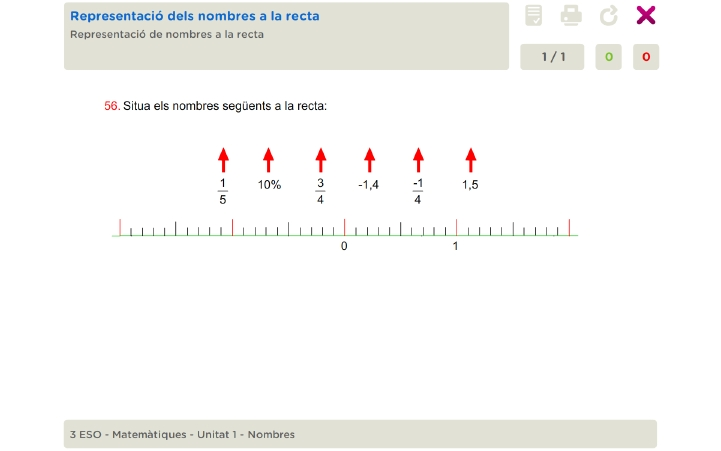 Representació dels nombres a la recta
Representació de nombres a la recta
1 / 1
0
0
56. Situa els nombres següents a la recta:
1/5 10% 3/4 -1,4 -1/4 1,5
0 1
3 ESO - Matemàtiques - Unitat 1 - Nombres